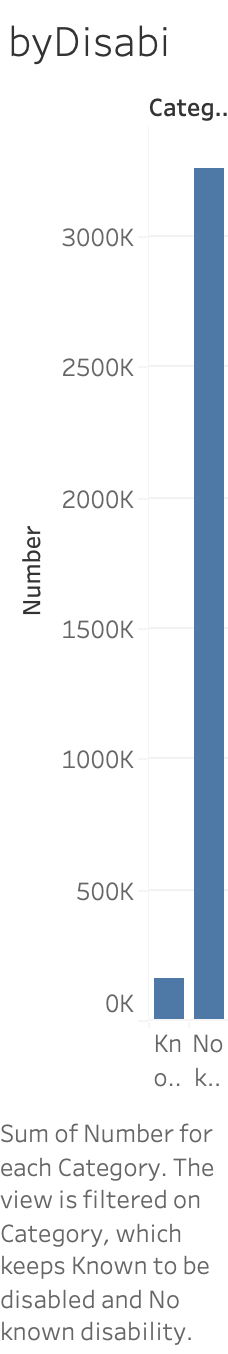 byDisabi
Categ..
3000K
2500K
2000K
1500K
1000K
500K
0K
Number
Kn No
o.. k..
Sum of Number for
each Category. The
view is filtered on
Category, which
keeps Known to be
disabled and No
known disability.